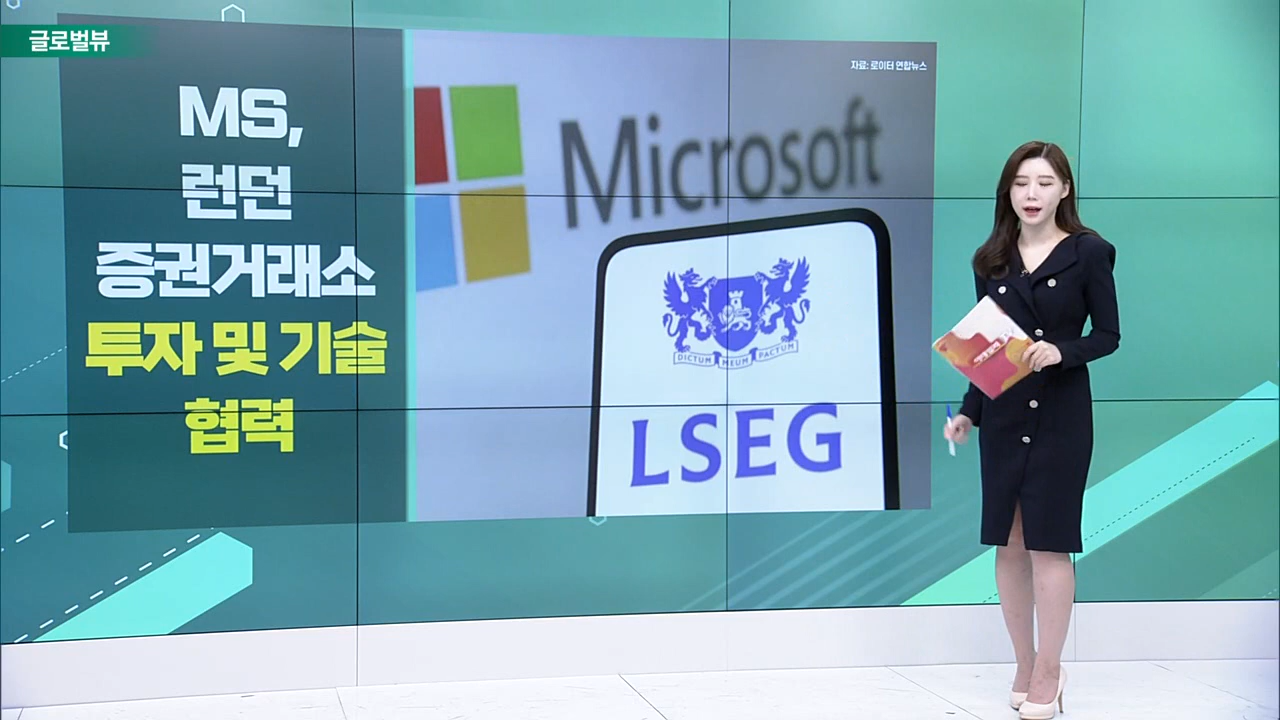 글로벌뷰
MS,
런던
증권거래소
투자 및 기술
협력
자료: 로이터 연합뉴스
Microsoft
DICTUM MEUM PACTUM
LSEG